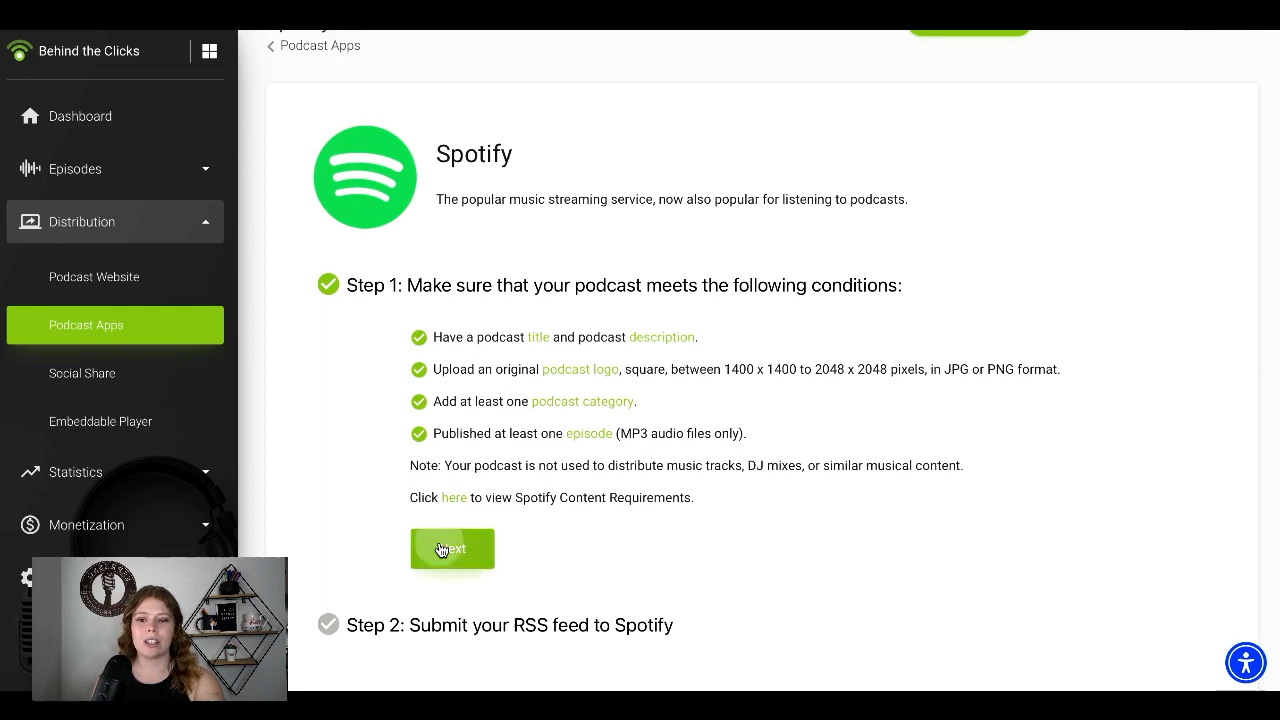 Behind the Clicks
Podcast Apps
Dashboard
Episodes
Distribution
Podcast Website
Podcast Apps
Social Share
Embeddable Player
Statistics
Monetization
Spotify
The popular music streaming service, now also popular for listening to podcasts.
Step 1: Make sure that your podcast meets the following conditions:
Have a podcast title and podcast description.
Upload an original podcast logo, square, between 1400 x 1400 to 2048 x 2048 pixels, in JPG or PNG format.
Add at least one podcast category.
Published at least one episode (MP3 audio files only).
Note: Your podcast is not used to distribute music tracks, DJ mixes, or similar musical content.
Click here to view Spotify Content Requirements.
Next
Step 2: Submit your RSS feed to Spotify